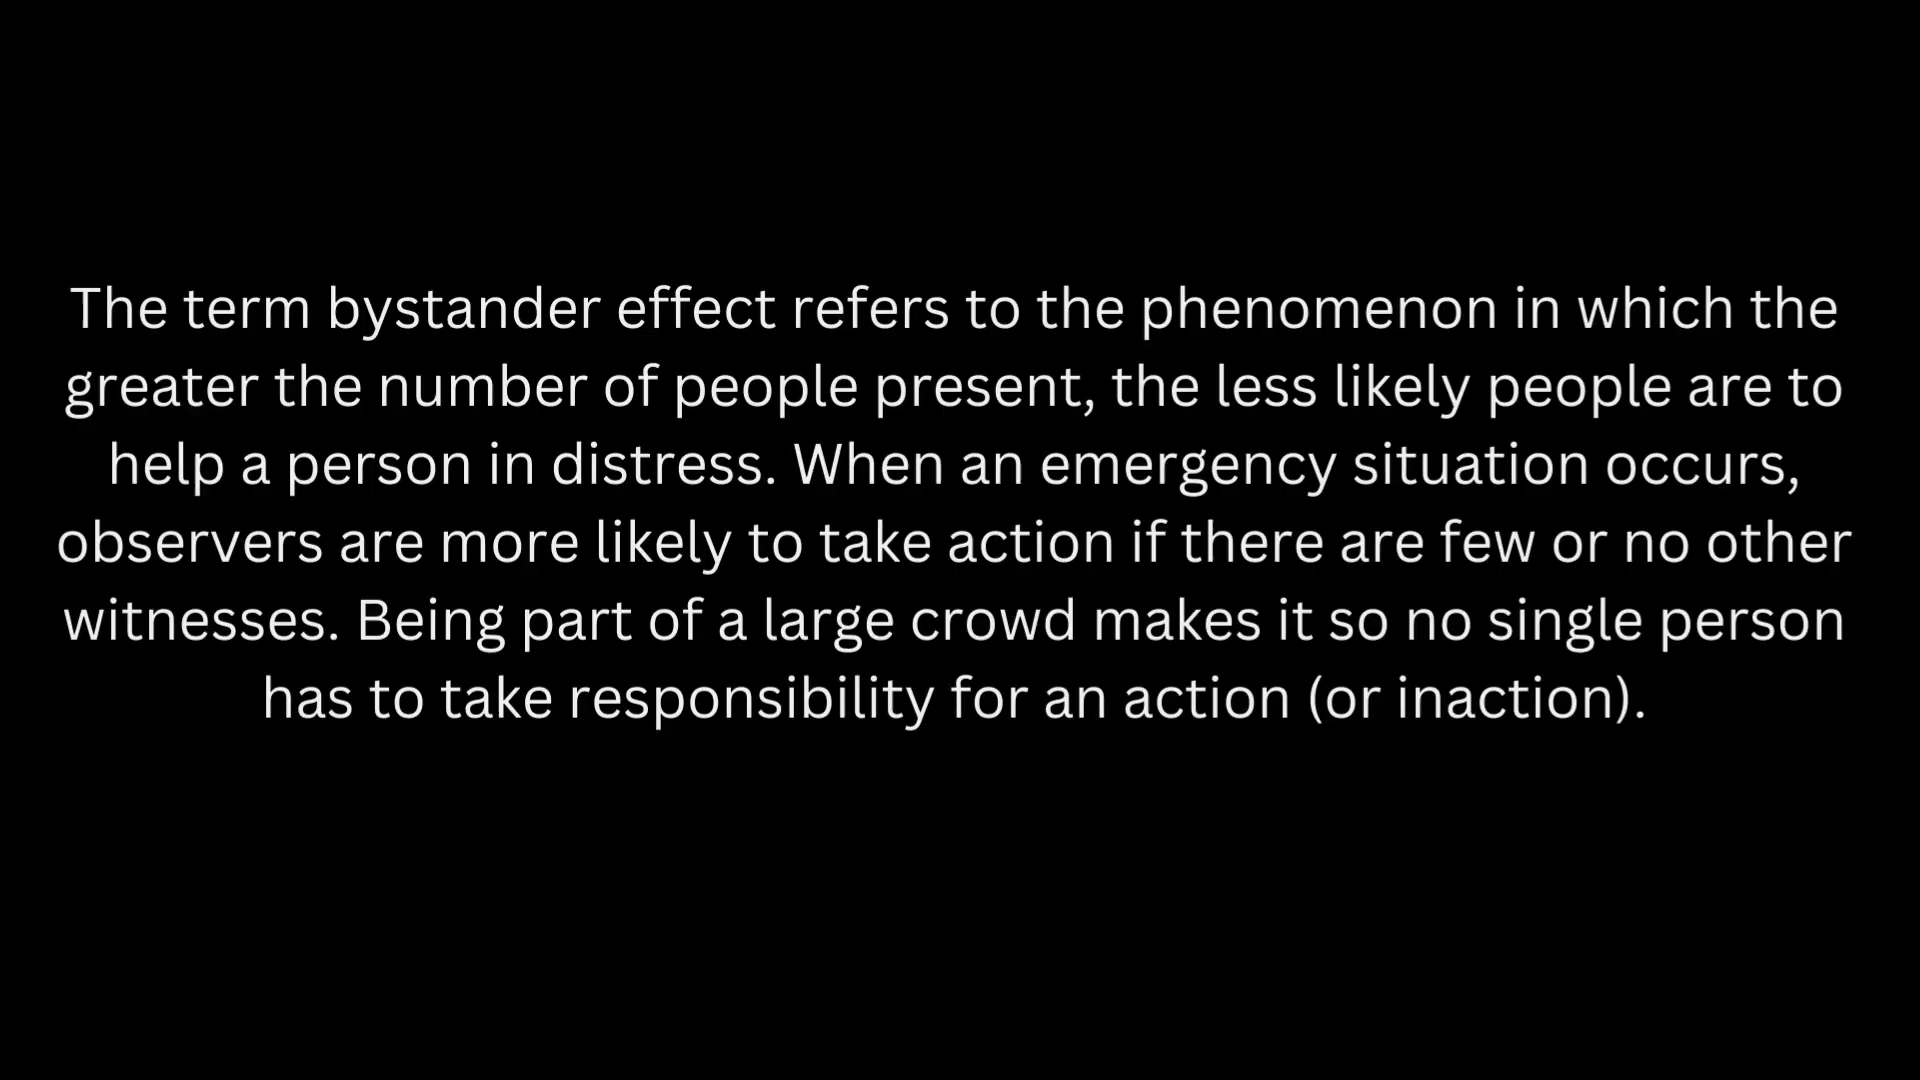 The term bystander effect refers to the phenomenon in which the
greater the number of people present, the less likely people are to
help a person in distress. When an emergency situation occurs,
observers are more likely to take action if there are few or no other
witnesses. Being part of a large crowd makes it so no single person
has to take responsibility for an action (or inaction).